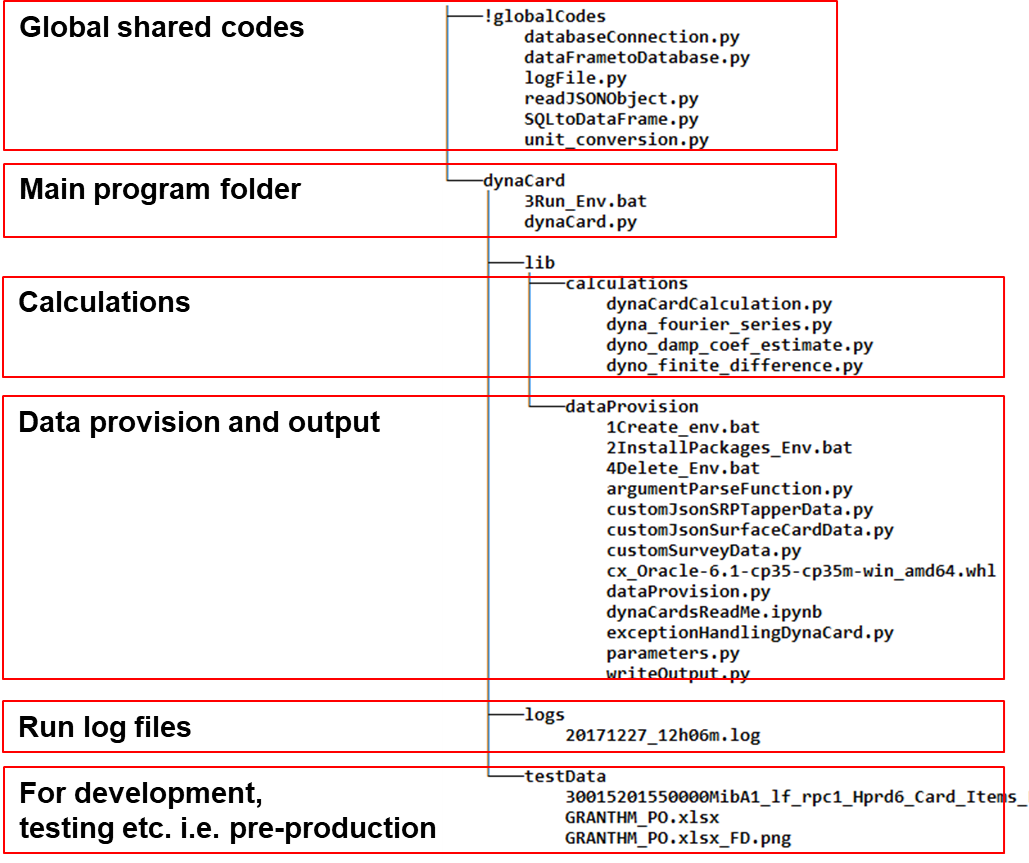 Global shared codes
!globalCodes
databaseConnection.py
dataFrametoDatabase.py
logFile.py
readJSONObject.py
SQLtoDataFrame.py
unit_conversion.py
Main program folder
dynaCard
3Run_Env.bat
dynaCard.py
lib
Calculations
calculations
dynaCardCalculation.py
dyna_fourier_series.py
dyno_damp_coef_estimate.py
dyno_finite_difference.py
Data provision and output
dataProvision
1Create_env.bat
2InstallPackages_Env.bat
4Delete_Env.bat
argumentParseFunction.py
customJsonSRPTapperData.py
customJsonSurfaceCardData.py
customSurveyData.py
cx_Oracle-6.1-cp35-cp35m-win_amd64.whl
dataProvision.py
dynaCardsReadMe.ipynb
exceptionHandlingDynaCard.py
parameters.py
writeOutput.py
Run log files
logs
20171227_12h06m.log
For development,
testing etc. i.e. pre-production
testData
30015201550000MibA1_lf_rpc1_Hprd6_Card_Items_
GRANTHM_PO.xlsx
GRANTHM_PO.xlsx_FD.png